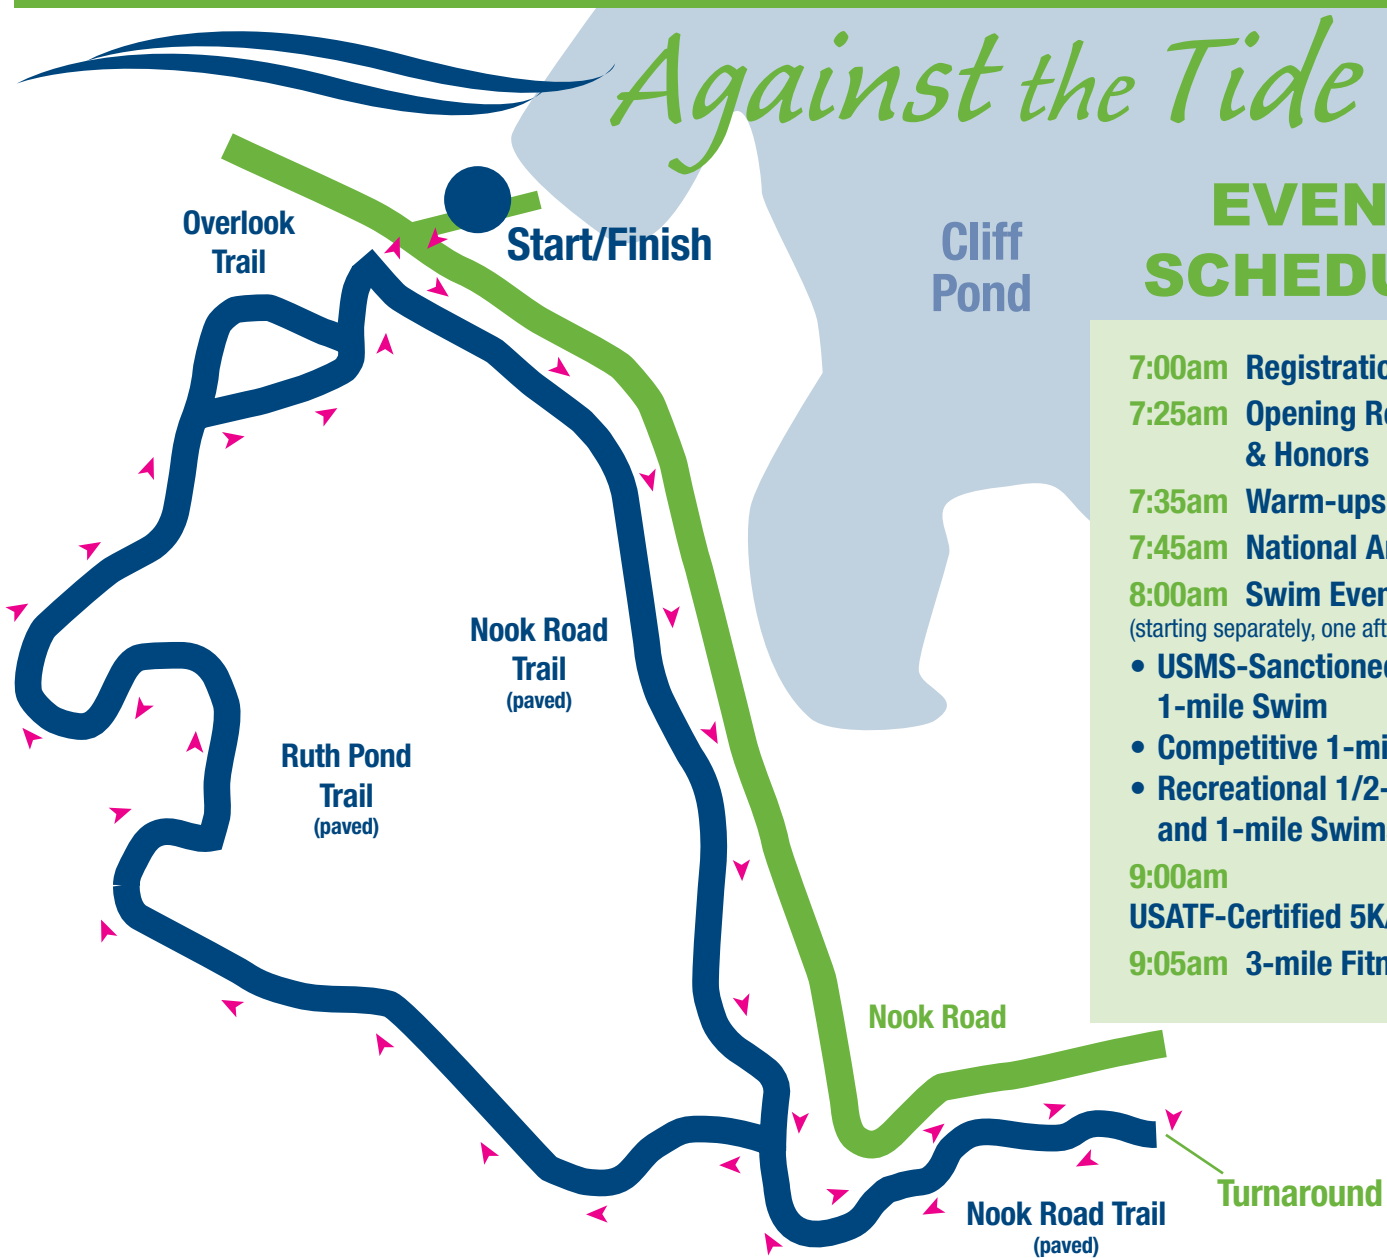 Against the Tide
Overlook
Trail
Start/Finish
Cliff
Pond
Nook Road
Trail
(paved)
Ruth Pond
Trail
(paved)
Nook Road
Nook Road Trail
(paved)
Turnaround
EVEN
SCHEDU
7:00am Registratio
7:25am Opening Re
& Honors
7:35am Warm-ups
7:45am National A
8:00am Swim Even
(starting separately, one aft
• USMS-Sanctioned
1-mile Swim
• Competitive 1-mi
• Recreational 1/2-
and 1-mile Swim
9:00am
USATF-Certified 5K
9:05am 3-mile Fitn